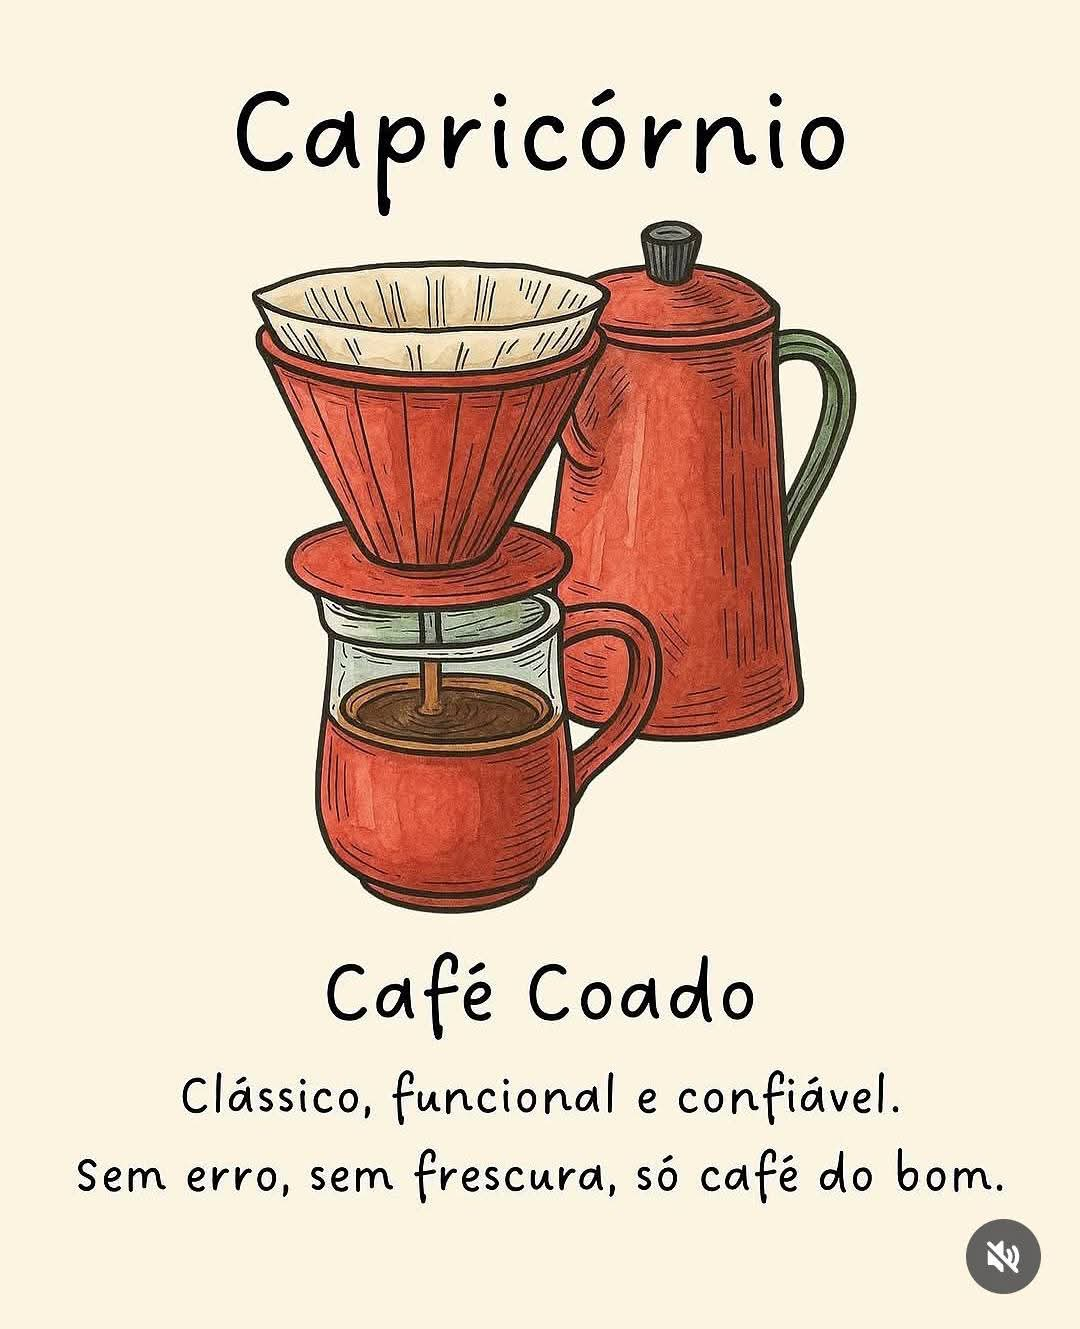 Capricórnio
Café Coado
Clássico, funcional e confiável.
Sem erro, sem frescura, só café do bom.